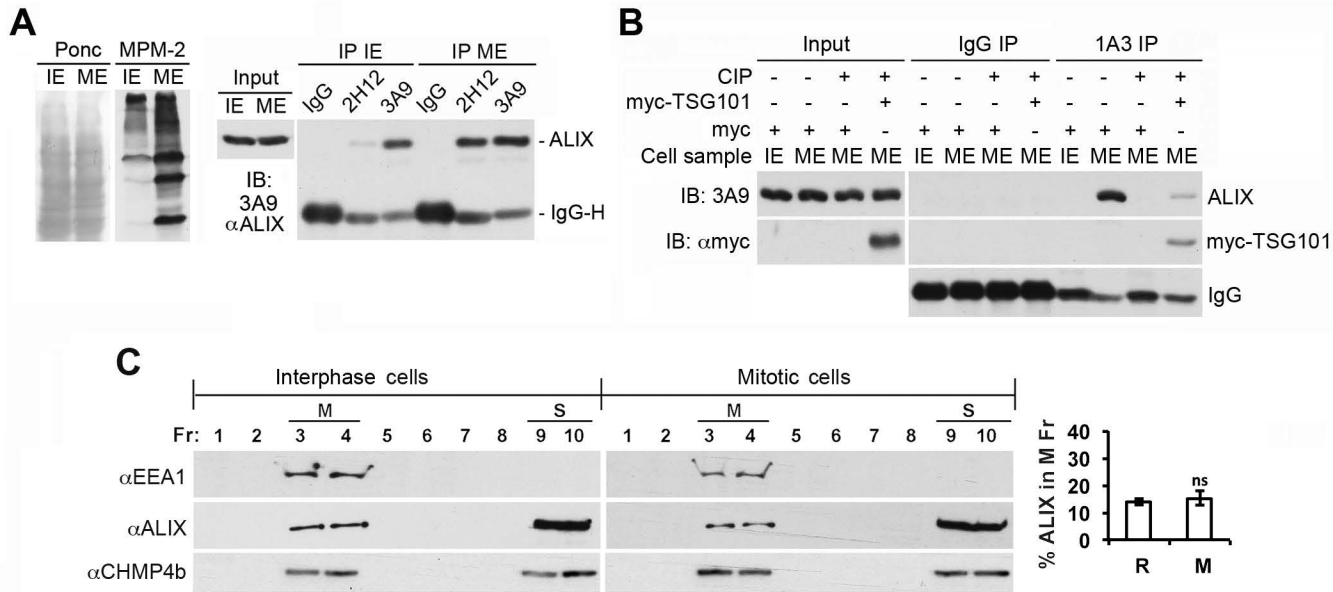 A
Ponc MPM-2
IE ME IE ME
Input
IE ME
IP IE IP ME
IgG 2H12 3A9 IgG 2H12 3A9
- ALIX
IB:
3A9
αALIX
- IgG-H
B
Input IgG IP 1A3 IP
CIP - - + + - - + + - - + +
myc-TSG101 - - - + - - - + - - - +
myc + + + - + + + - + + + -
Cell sample IE ME ME ME IE ME ME ME IE ME ME ME
IB: 3A9 ALIX
IB: αmyc myc-TSG101
IgG
C
Interphase cells Mitotic cells
M S M S
Fr: 1 2 3 4 5 6 7 8 9 10 1 2 3 4 5 6 7 8 9 10
αEEA1
αALIX
αCHMP4b
% ALIX in M Fr
40
30
20
10
0
ns
R M